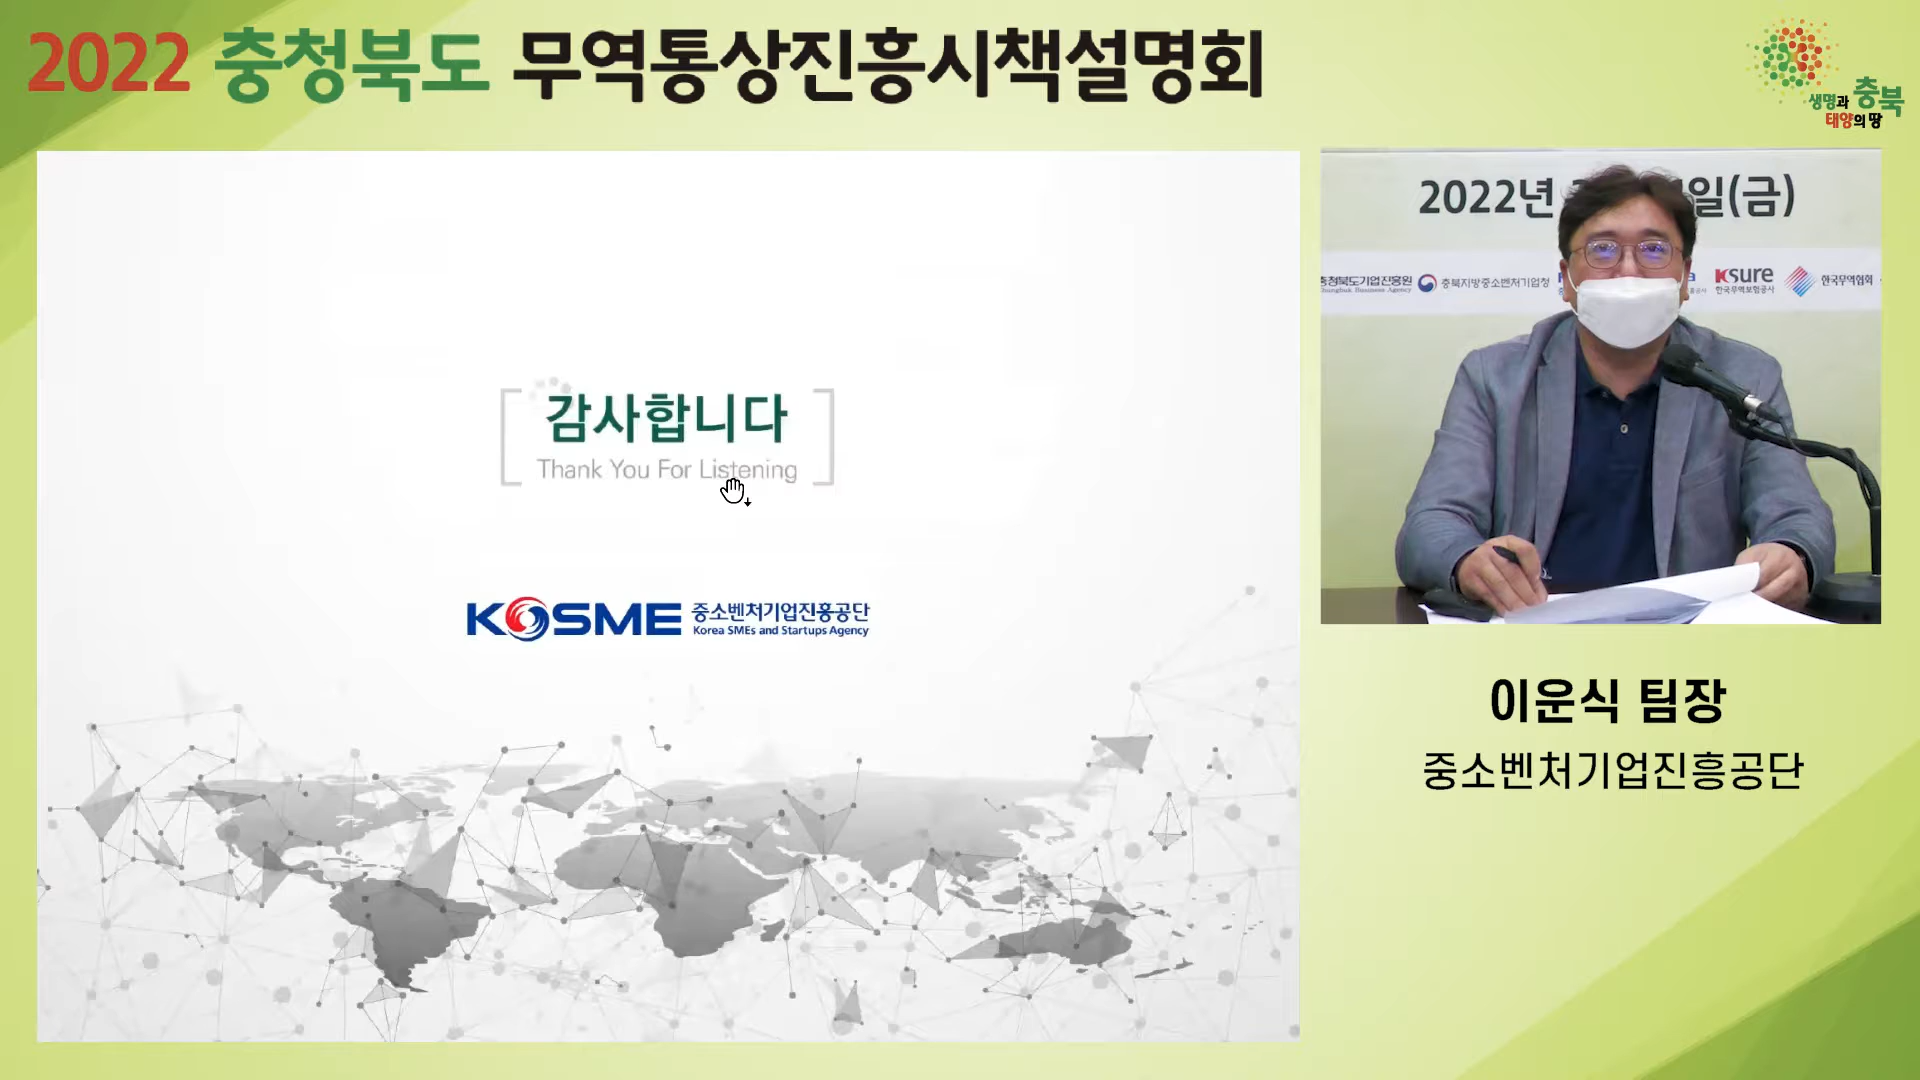 2022 충청북도 무역통상진흥시책설명회
생명과 충북
태양의 땅
감사합니다
Thank You For Listening
KOSME 중소벤처기업진흥공단
Korea SMEs and Startups Agency
2022년 일(금)
충청북도기업진흥원
Chungbuk Business Agency
충북지방중소벤처기업청
Ksure
한국무역보험공사
한국무역협회
이운식 팀장
중소벤처기업진흥공단